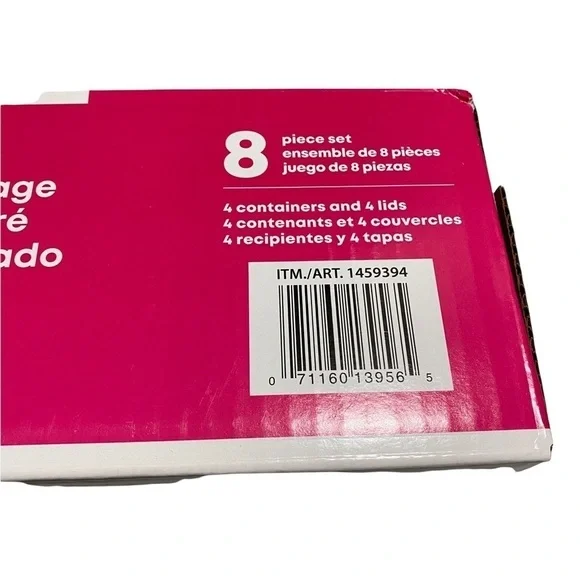 age
ré
ado
8
piece set
ensemble de 8 pièces
juego de 8 piezas
4 containers and 4 lids
4 contenants et 4 couvercles
4 recipientes y 4 tapas
ITM./ART. 1459394
0 71160 13956 5